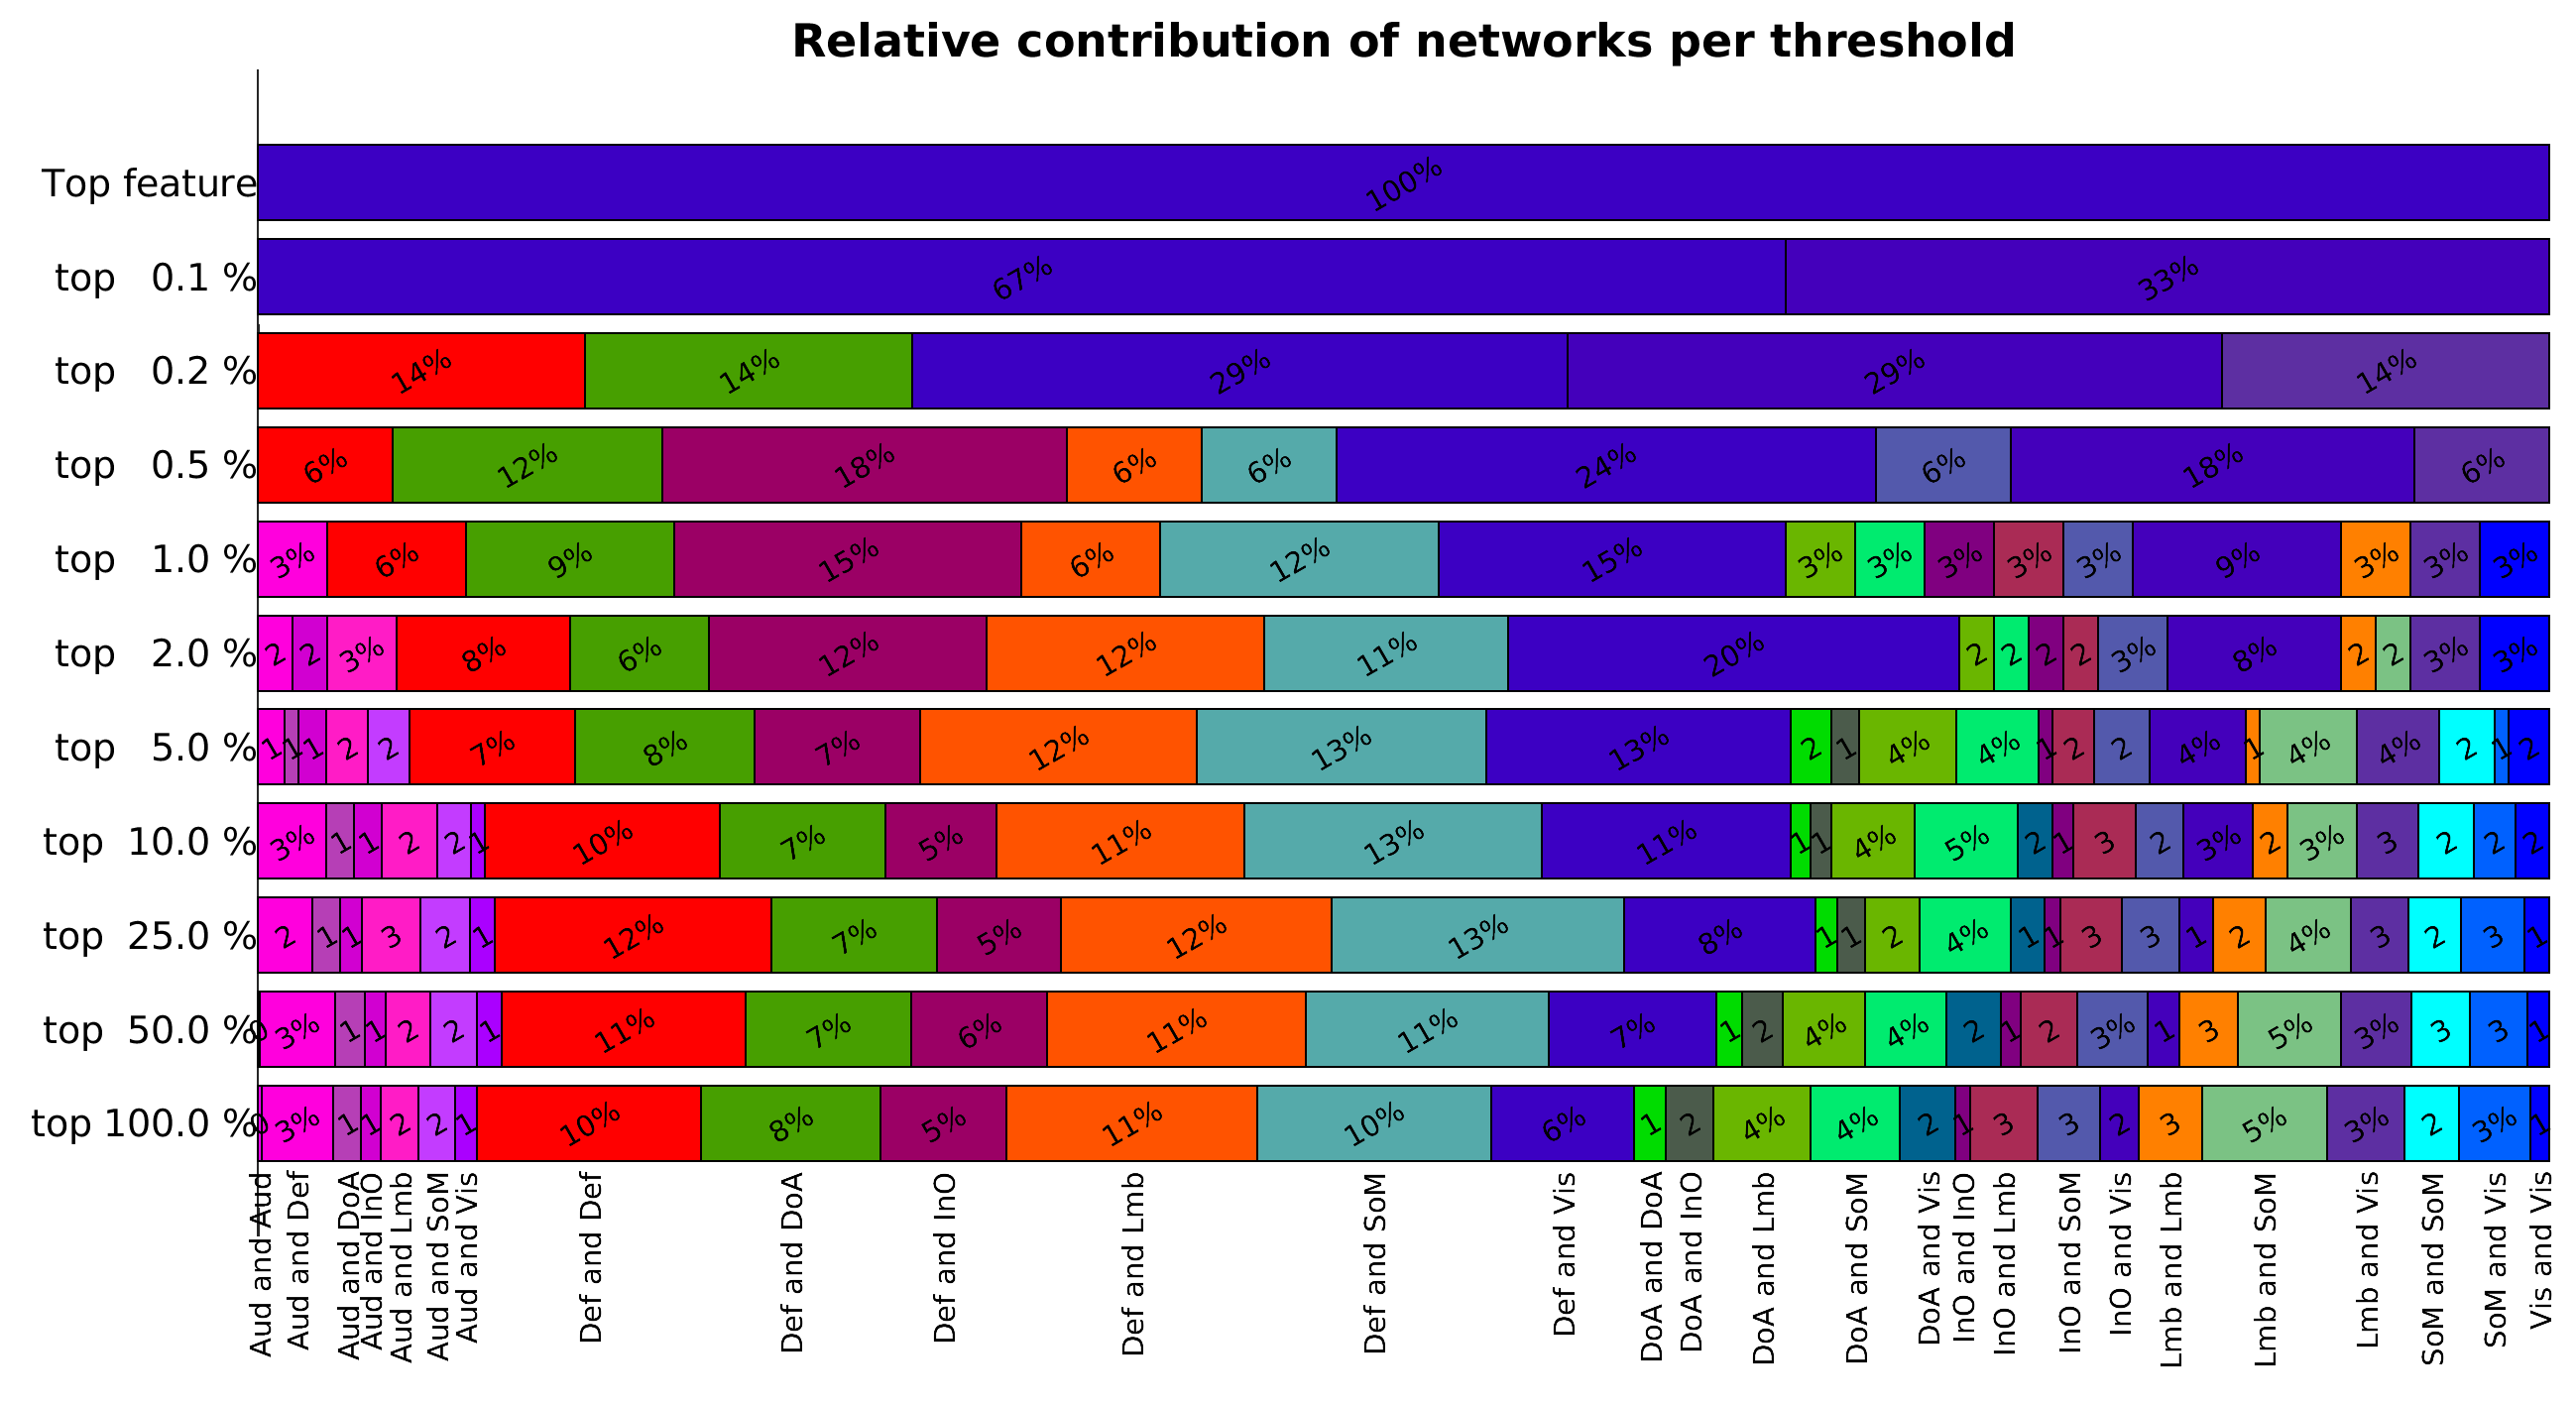 Relative contribution of networks per threshold
Top feature 100%
top 0.1 % 67% 33%
top 0.2 % 14% 14% 29% 29% 14%
top 0.5 % 6% 12% 18% 6% 6% 24% 6% 18% 6%
top 1.0 % 3% 6% 9% 15% 6% 12% 15% 3% 3% 3% 3% 3% 9% 3% 3% 3%
top 2.0 % 2 2 3% 8% 6% 12% 12% 11% 20% 2 2 2 2 3% 8% 2 2 3% 3%
top 5.0 % 1 1 1 2 2 7% 8% 7% 12% 13% 13% 2 1 4% 4% 1 2 2 4% 1 4% 4% 2 1 2
top 10.0 % 3% 1 1 2 2 1 10% 7% 5% 11% 13% 11% 1 1 4% 5% 2 1 3 2 3% 2 3% 3 2 2 2
top 25.0 % 2 1 1 3 2 1 12% 7% 5% 12% 13% 8% 1 1 2 4% 1 1 3 3 1 2 4% 3 2 3 1
top 50.0 % 0 3% 1 1 2 2 1 11% 7% 6% 11% 11% 7% 1 2 4% 4% 2 1 2 3% 1 3 5% 3% 3 3 1
top 100.0 % 0 3% 1 1 2 2 1 10% 8% 5% 11% 10% 6% 1 2 4% 4% 2 1 3 3 2 3 5% 3% 2 3% 1
Aud and Aud
Aud and Def
Aud and DoA
Aud and InO
Aud and Lmb
Aud and SoM
Aud and Vis
Def and Def
Def and DoA
Def and InO
Def and Lmb
Def and SoM
Def and Vis
DoA and DoA
DoA and InO
DoA and Lmb
DoA and SoM
DoA and Vis
InO and InO
InO and Lmb
InO and SoM
InO and Vis
Lmb and Lmb
Lmb and SoM
Lmb and Vis
SoM and SoM
SoM and Vis
Vis and Vis